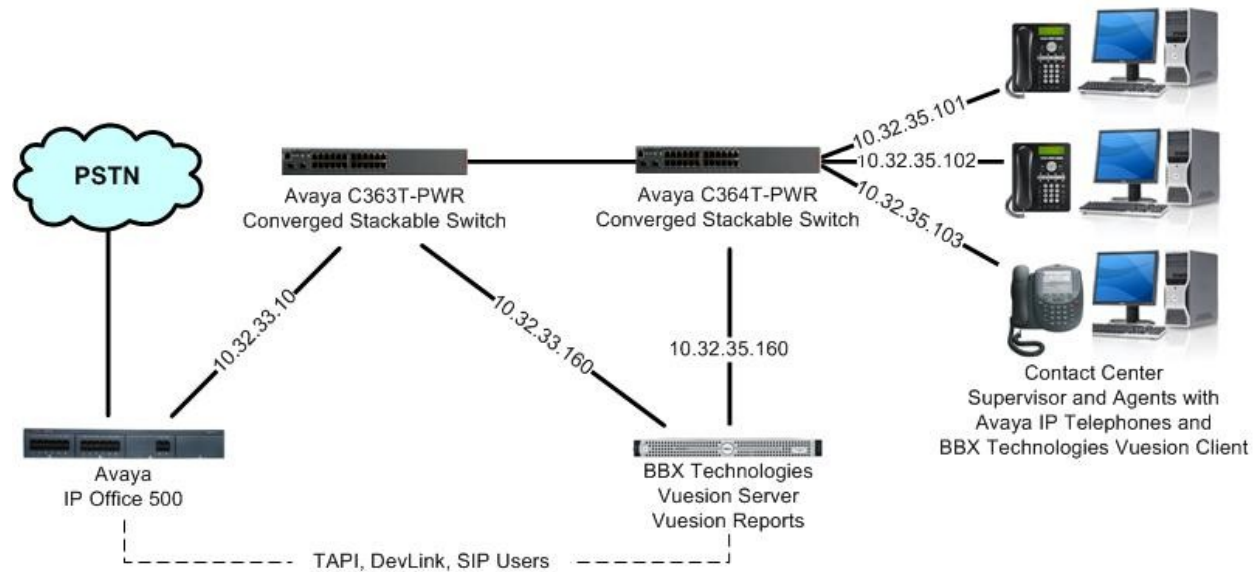 PSTN
Avaya C363T-PWR
Converged Stackable Switch
Avaya C364T-PWR
Converged Stackable Switch
10.32.35.101
10.32.35.102
10.32.35.103
10.32.33.10
10.32.33.160
10.32.35.160
Contact Center
Supervisor and Agents with
Avaya IP Telephones and
BBX Technologies Vuesion Client
Avaya
IP Office 500
BBX Technologies
Vuesion Server
Vuesion Reports
TAPI, DevLink, SIP Users